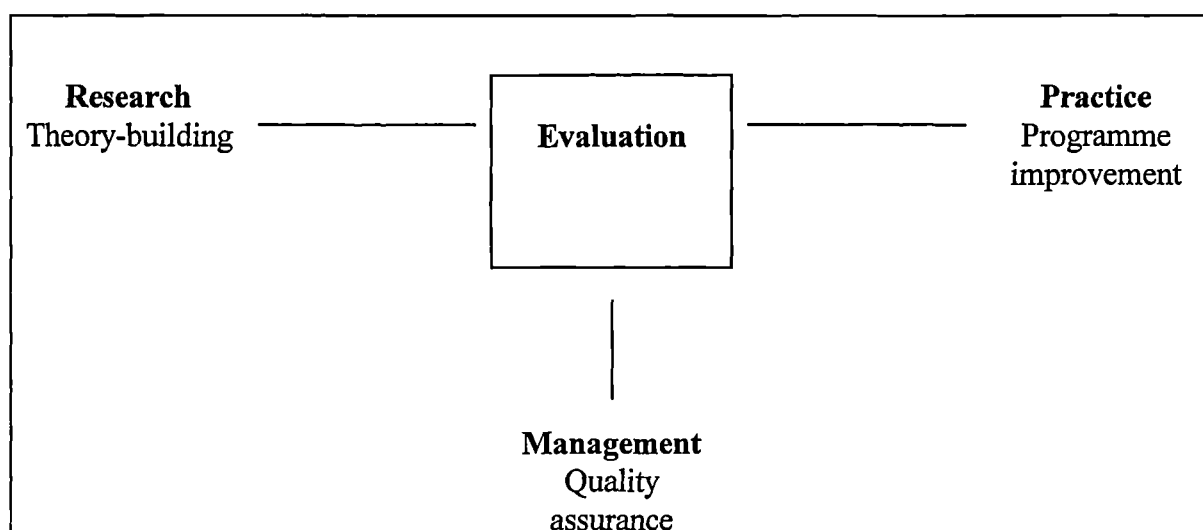 Research
Theory-building
Evaluation
Practice
Programme
improvement
Management
Quality
assurance